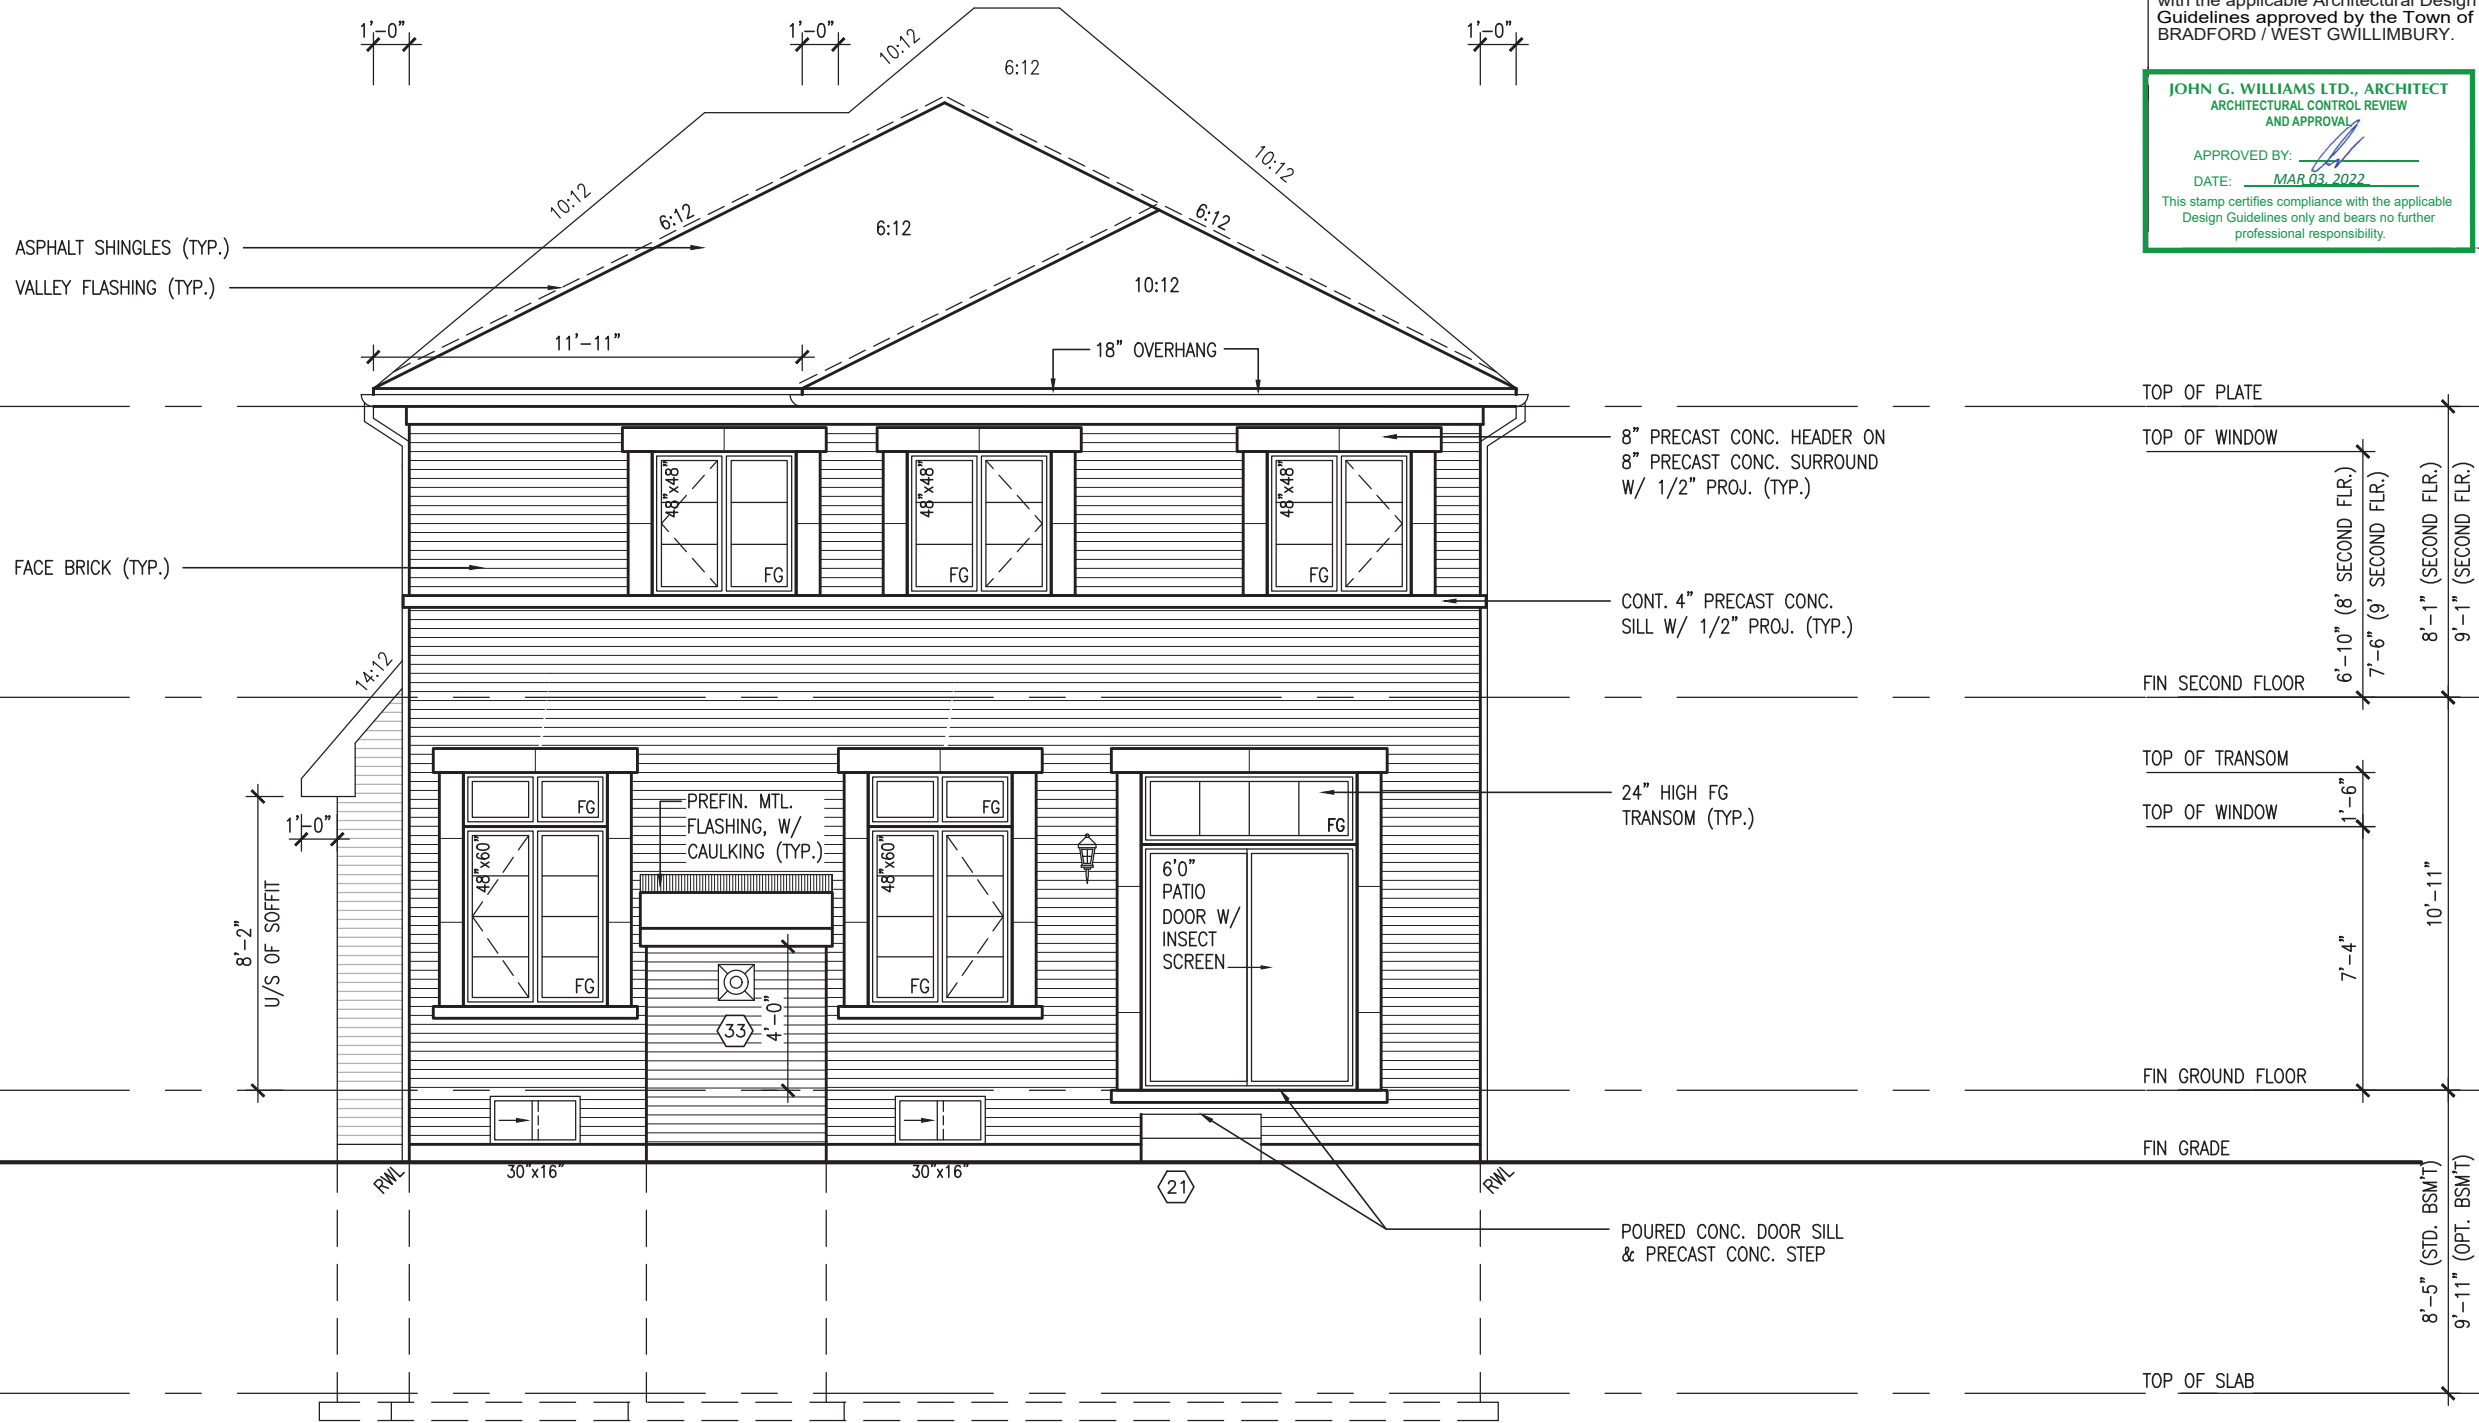 with the applicable Architectural Design
Guidelines approved by the Town of
BRADFORD / WEST GWILLIMBURY.
JOHN G. WILLIAMS LTD., ARCHITECT
ARCHITECTURAL CONTROL REVIEW
AND APPROVAL
APPROVED BY:
DATE: MAR 03, 2022
This stamp certifies compliance with the applicable
Design Guidelines only and bears no further
professional responsibility.
1'-0"
1'-0"
1'-0"
10:12
6:12
10:12
10:12
6:12
6:12
6:12
10:12
ASPHALT SHINGLES (TYP.)
VALLEY FLASHING (TYP.)
11'-11"
18" OVERHANG
TOP OF PLATE
TOP OF WINDOW
8" PRECAST CONC. HEADER ON
8" PRECAST CONC. SURROUND
W/ 1/2" PROJ. (TYP.)
48"x48"
FG
48"x48"
FG
48"x48"
FG
FACE BRICK (TYP.)
CONT. 4" PRECAST CONC.
SILL W/ 1/2" PROJ. (TYP.)
6'-10" (8' SECOND FLR.)
7'-6" (9' SECOND FLR.)
8'-1" (SECOND FLR.)
9'-1" (SECOND FLR.)
14:12
FIN SECOND FLOOR
TOP OF TRANSOM
TOP OF WINDOW
1'-6"
24" HIGH FG
TRANSOM (TYP.)
FG
FG
FG
PREFIN. MTL.
FLASHING, W/
CAULKING (TYP.)
1'-0"
8'-2"
U/S OF SOFFIT
48"x60"
FG
48"x60"
FG
6'0"
PATIO
DOOR W/
INSECT
SCREEN
33
4'-0"
7'-4"
10'-11"
FIN GROUND FLOOR
FIN GRADE
RWL
30"x16"
30"x16"
21
RWL
POURED CONC. DOOR SILL
& PRECAST CONC. STEP
8'-5" (STD. BSM'T)
9'-11" (OPT. BSM'T)
TOP OF SLAB